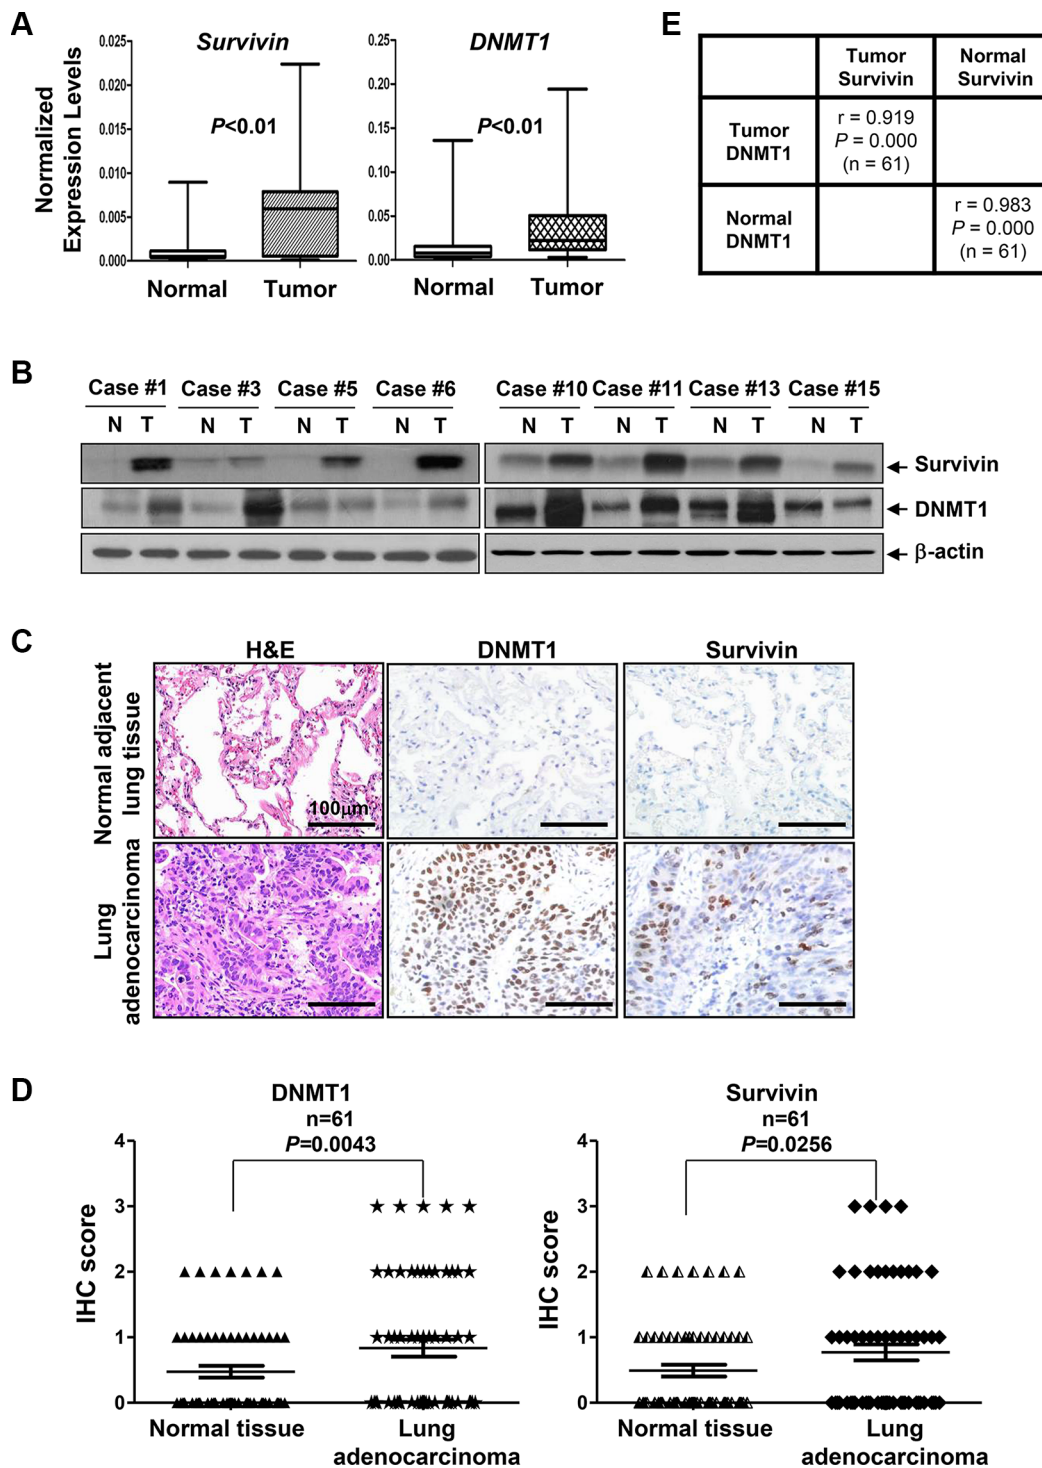 A
Survivin
DNMT1
Normalized
Expression Levels
0.025
0.020
0.015
0.010
0.005
0.000
P<0.01
Normal
Tumor
0.25
0.20
0.15
0.10
0.05
0.00
P<0.01
Normal
Tumor
E
Tumor
Survivin
Normal
Survivin
Tumor
DNMT1
r = 0.919
P = 0.000
(n = 61)
Normal
DNMT1
r = 0.983
P = 0.000
(n = 61)
B
Case #1 Case #3 Case #5 Case #6 Case #10 Case #11 Case #13 Case #15
N T N T N T N T N T N T N T N T
Survivin
DNMT1
β-actin
C
H&E
DNMT1
Survivin
Normal adjacent
lung tissue
100µm
Lung
adenocarcinoma
D
DNMT1
n=61
P=0.0043
IHC score
4
3
2
1
0
Normal tissue
Lung
adenocarcinoma
Survivin
n=61
P=0.0256
IHC score
4
3
2
1
0
Normal tissue
Lung
adenocarcinoma